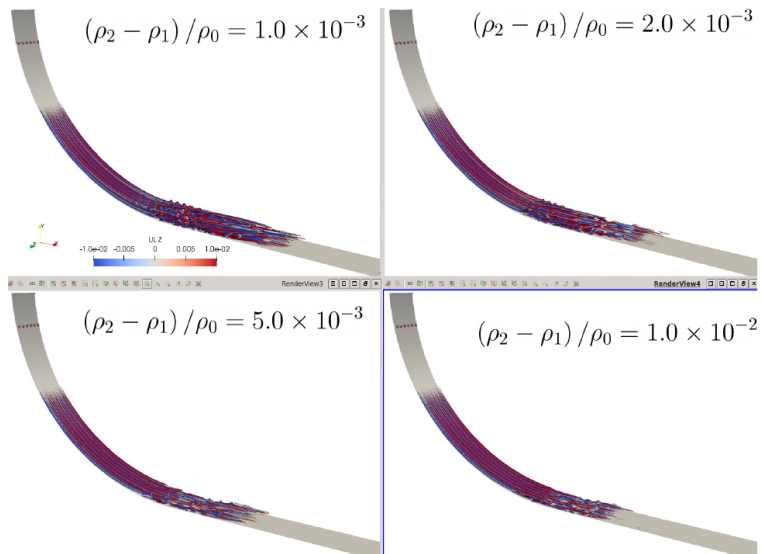 (ρ₂ − ρ₁) /ρ₀ = 1.0 × 10⁻³
(ρ₂ − ρ₁)/ρ₀ = 2.0 × 10⁻³
Y
Z
X
UL Z
-1.0e-02 -0.005 0 0.005 1.0e-02
RenderView3
RenderView4
(ρ₂ − ρ₁) /ρ₀ = 5.0 × 10⁻³
(ρ₂ − ρ₁)/ρ₀ = 1.0 × 10⁻²